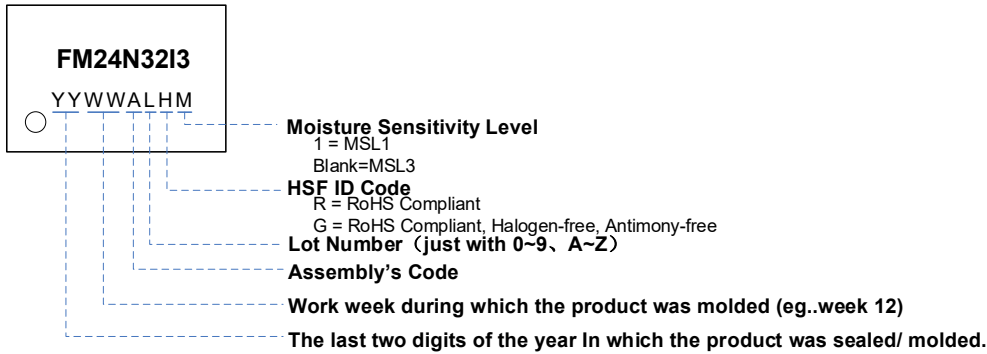 FM24N32I3
YYWWALHM
Moisture Sensitivity Level
1 = MSL1
Blank=MSL3
HSF ID Code
R = RoHS Compliant
G = RoHS Compliant, Halogen-free, Antimony-free
Lot Number（just with 0~9、A~Z）
Assembly's Code
Work week during which the product was molded (eg..week 12)
The last two digits of the year In which the product was sealed/ molded.